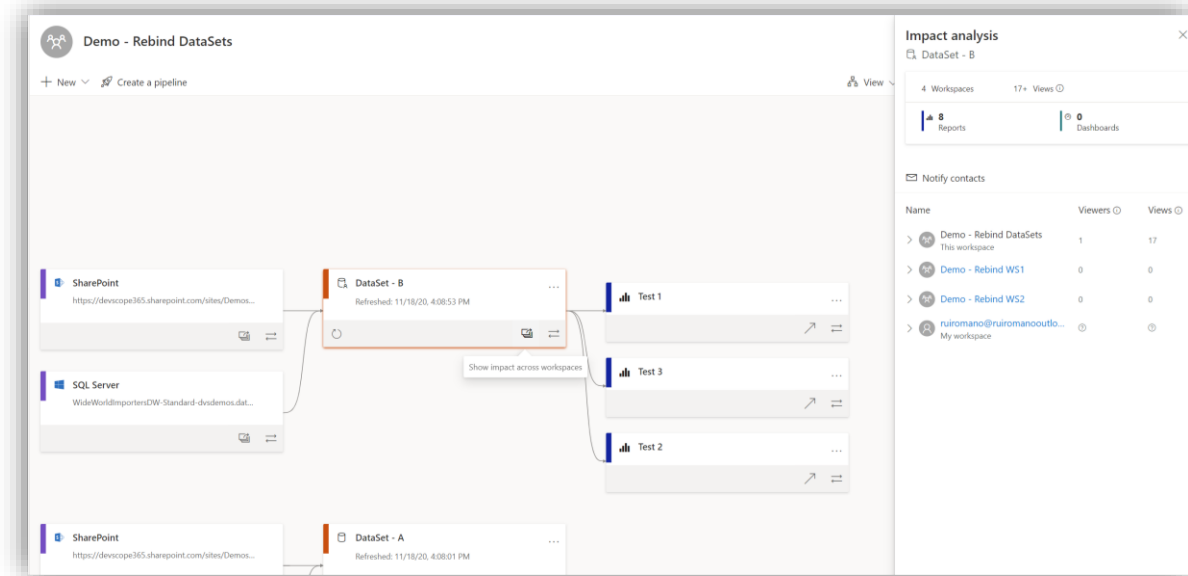 Demo - Rebind DataSets
New
Create a pipeline
View
SharePoint
https://devscope365.sharepoint.com/sites/Demos...
SQL Server
WideWorldImportersDW-Standard-dvsdemos.dat...
DataSet - B
Refreshed: 11/18/20, 4:08:53 PM
Show impact across workspaces
Test 1
Test 3
Test 2
SharePoint
https://devscope365.sharepoint.com/sites/Demos...
DataSet - A
Refreshed: 11/18/20, 4:08:01 PM
Impact analysis
DataSet - B
4 Workspaces 17+ Views
8 0
Reports Dashboards
Notify contacts
Name Viewers Views
Demo - Rebind DataSets 1 17
This workspace
Demo - Rebind WS1 0 0
Demo - Rebind WS2 0 0
ruiromano@ruiromanooutlo...
My workspace